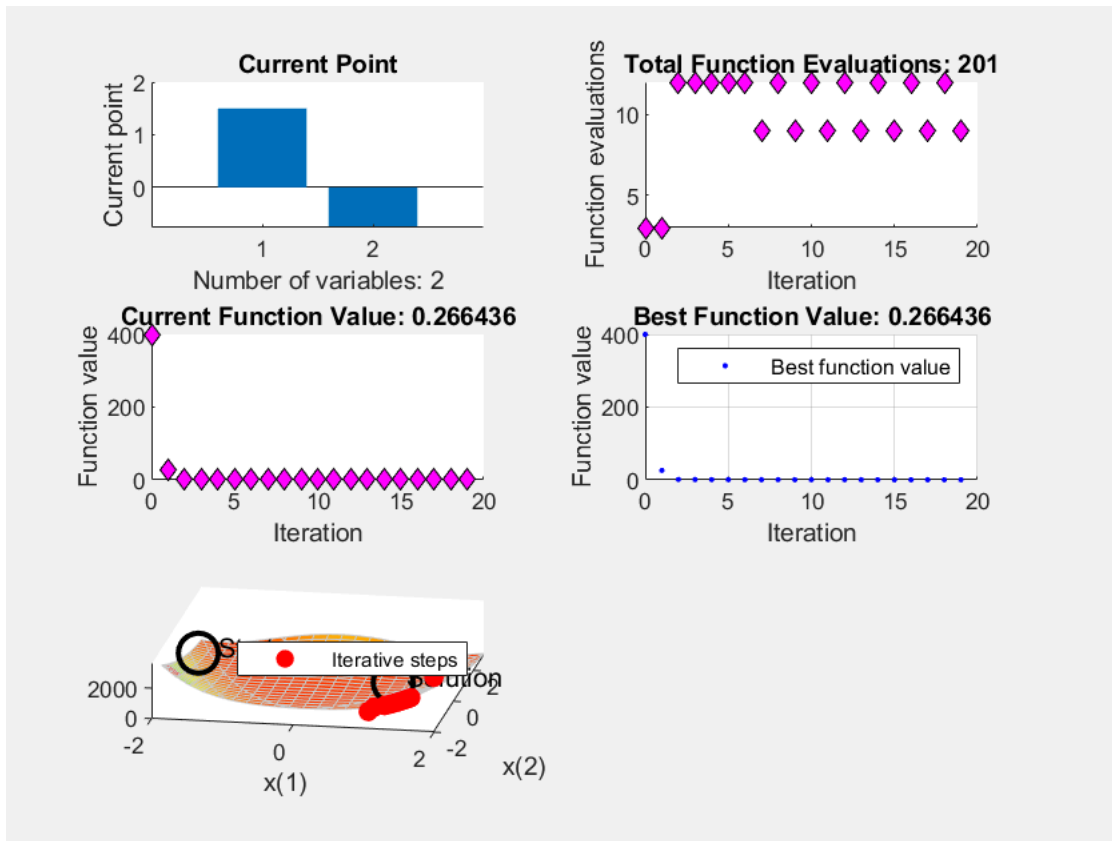 Current Point
Current point
2
1
0
1
2
Number of variables: 2
Total Function Evaluations: 201
Function evaluations
10
5
0
5
10
15
20
Iteration
Current Function Value: 0.266436
Function value
400
200
0
0
5
10
15
20
Iteration
Best Function Value: 0.266436
Function value
400
200
0
Best function value
0
5
10
15
20
Iteration
Iterative steps
Solution
2000
0
-2
0
2
x(1)
-2
0
2
x(2)